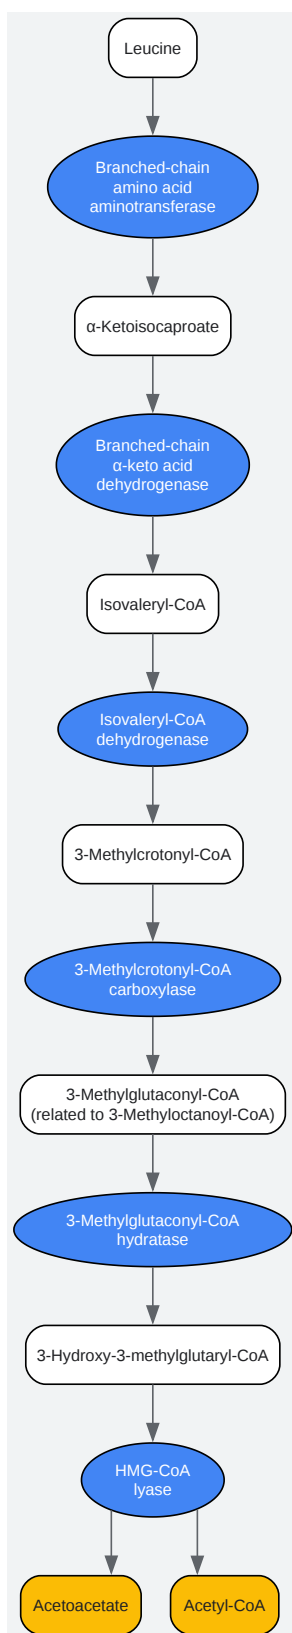 Leucine
Branched-chain
amino acid
aminotransferase
α-Ketoisocaproate
Branched-chain
α-keto acid
dehydrogenase
Isovaleryl-CoA
Isovaleryl-CoA
dehydrogenase
3-Methylcrotonyl-CoA
3-Methylcrotonyl-CoA
carboxylase
3-Methylglutaconyl-CoA
(related to 3-Methyloctanoyl-CoA)
3-Methylglutaconyl-CoA
hydratase
3-Hydroxy-3-methylglutaryl-CoA
HMG-CoA
lyase
Acetoacetate
Acetyl-CoA